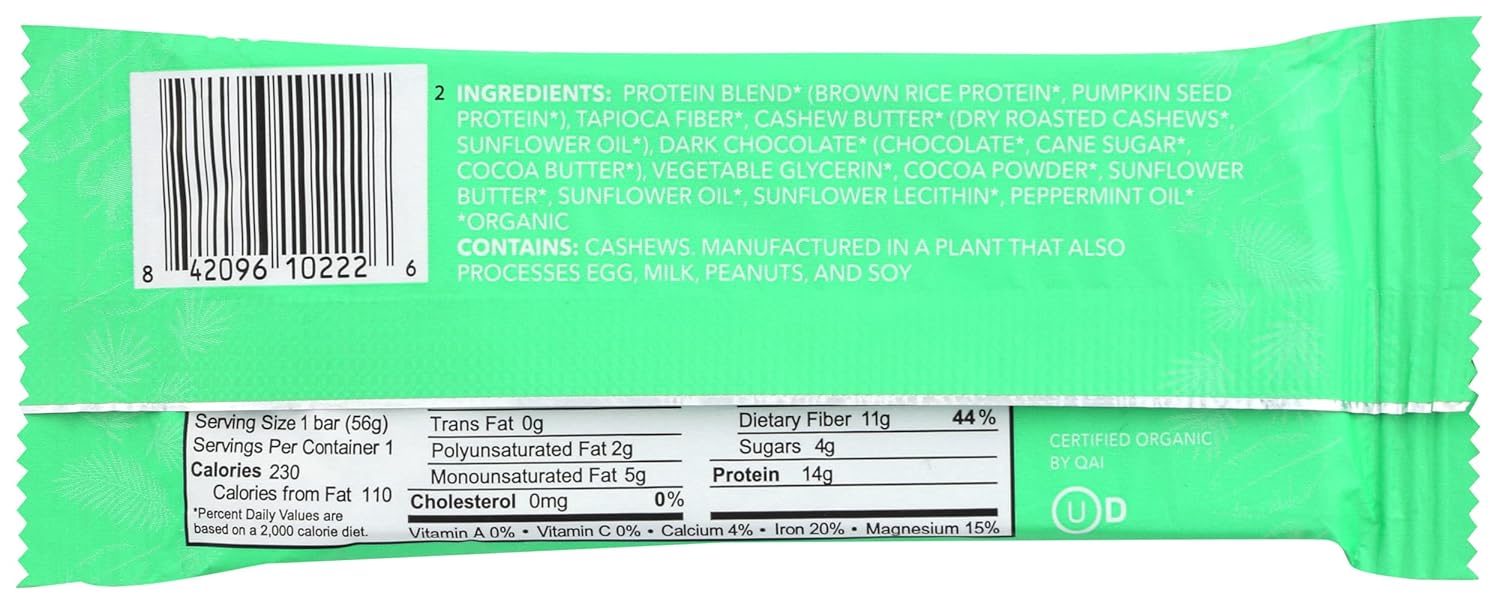 2
INGREDIENTS: PROTEIN BLEND* (BROWN RICE PROTEIN*, PUMPKIN SEED
PROTEIN*), TAPIOCA FIBER*, CASHEW BUTTER* (DRY ROASTED CASHEWS*,
SUNFLOWER OIL*), DARK CHOCOLATE* (CHOCOLATE*, CANE SUGAR*,
COCOA BUTTER*), VEGETABLE GLYCERIN*, COCOA POWDER*, SUNFLOWER
BUTTER*, SUNFLOWER OIL*, SUNFLOWER LECITHIN*, PEPPERMINT OIL*
*ORGANIC
CONTAINS: CASHEWS. MANUFACTURED IN A PLANT THAT ALSO
PROCESSES EGG, MILK, PEANUTS, AND SOY
8 42096 10222 6
Serving Size 1 bar (56g)
Servings Per Container 1
Calories 230
Calories from Fat 110
*Percent Daily Values are
based on a 2,000 calorie diet.
Trans Fat 0g
Polyunsaturated Fat 2g
Monounsaturated Fat 5g
Cholesterol 0mg 0%
Dietary Fiber 11g 44%
Sugars 4g
Protein 14g
Vitamin A 0% • Vitamin C 0% • Calcium 4% • Iron 20% • Magnesium 15%
CERTIFIED ORGANIC
BY QAI
U D